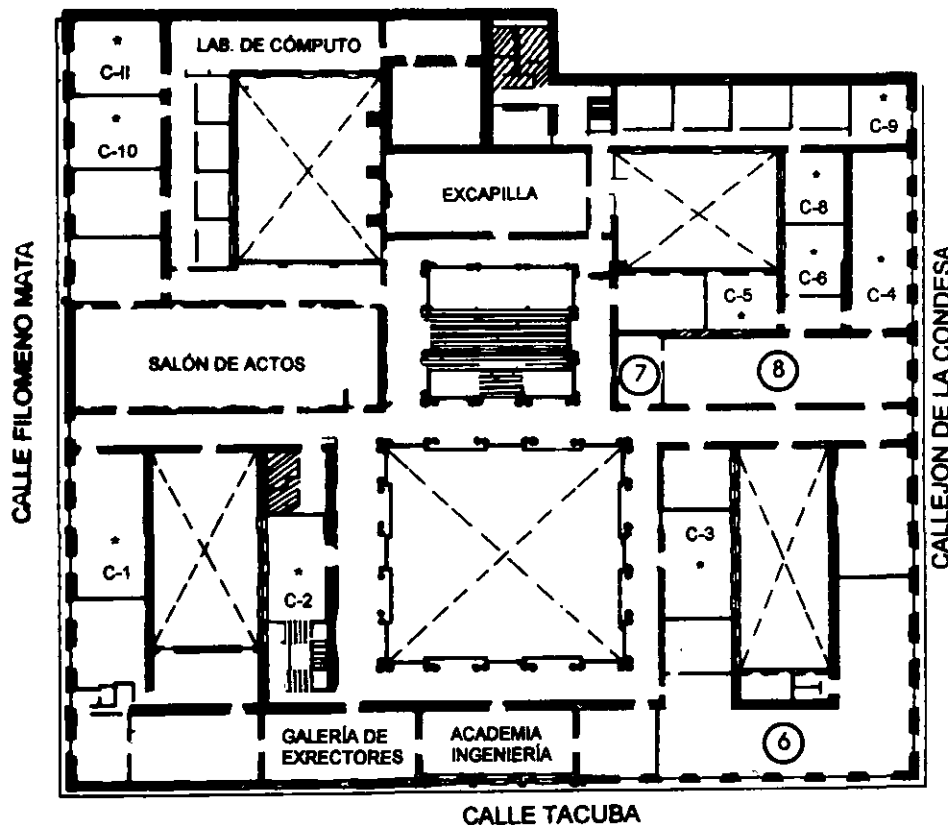 LAB. DE CÓMPUTO
*
C-11
*
C-10
*
C-9
EXCAPILLA
*
C-8
*
C-6
*
C-4
C-5
*
SALÓN DE ACTOS
7
8
CALLE FILOMENO MATA
CALLEJON DE LA CONDESA
*
C-1
*
C-2
C-3
*
GALERÍA DE
EXRECTORES
ACADEMIA
INGENIERÍA
6
CALLE TACUBA